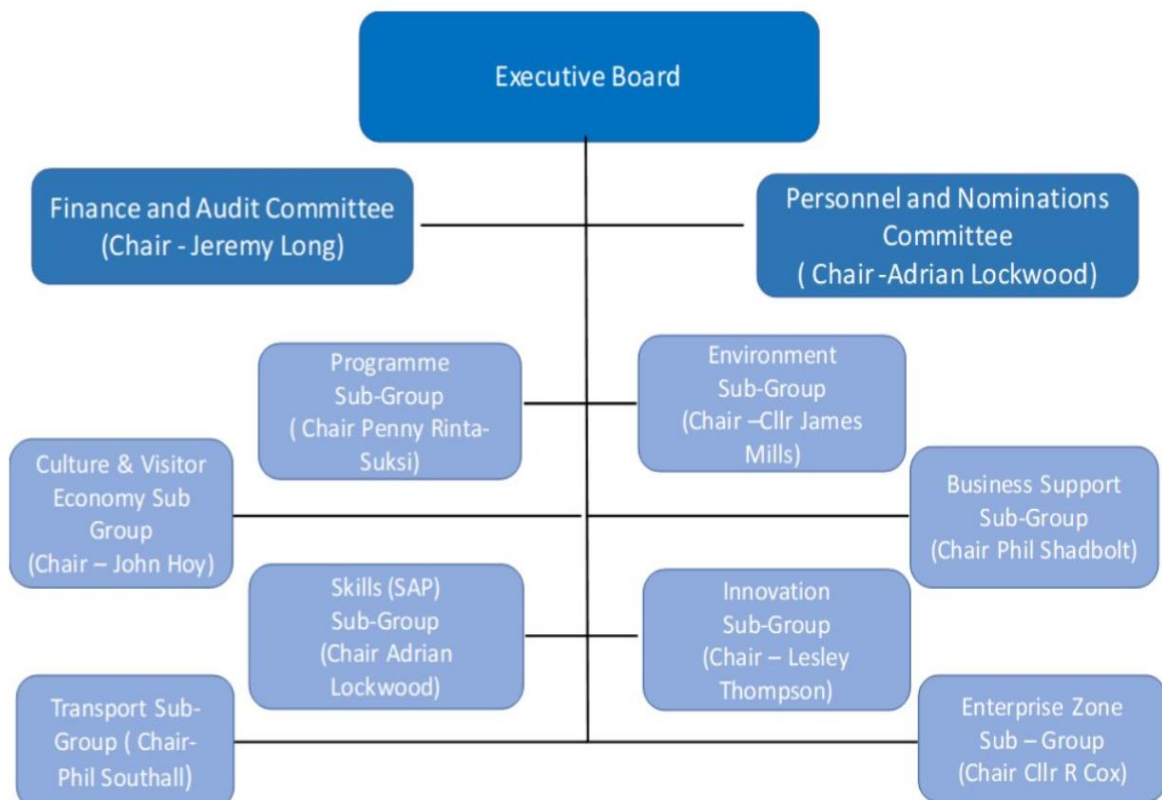 Executive Board
Finance and Audit Committee
(Chair - Jeremy Long)
Personnel and Nominations
Committee
( Chair -Adrian Lockwood)
Programme
Sub-Group
( Chair Penny Rinta-
Suksi)
Environment
Sub-Group
(Chair –Cllr James
Mills)
Culture & Visitor
Economy Sub
Group
(Chair – John Hoy)
Business Support
Sub-Group
(Chair Phil Shadbolt)
Skills (SAP)
Sub-Group
(Chair Adrian
Lockwood)
Innovation
Sub-Group
(Chair – Lesley
Thompson)
Transport Sub-
Group ( Chair-
Phil Southall)
Enterprise Zone
Sub – Group
(Chair Cllr R Cox)